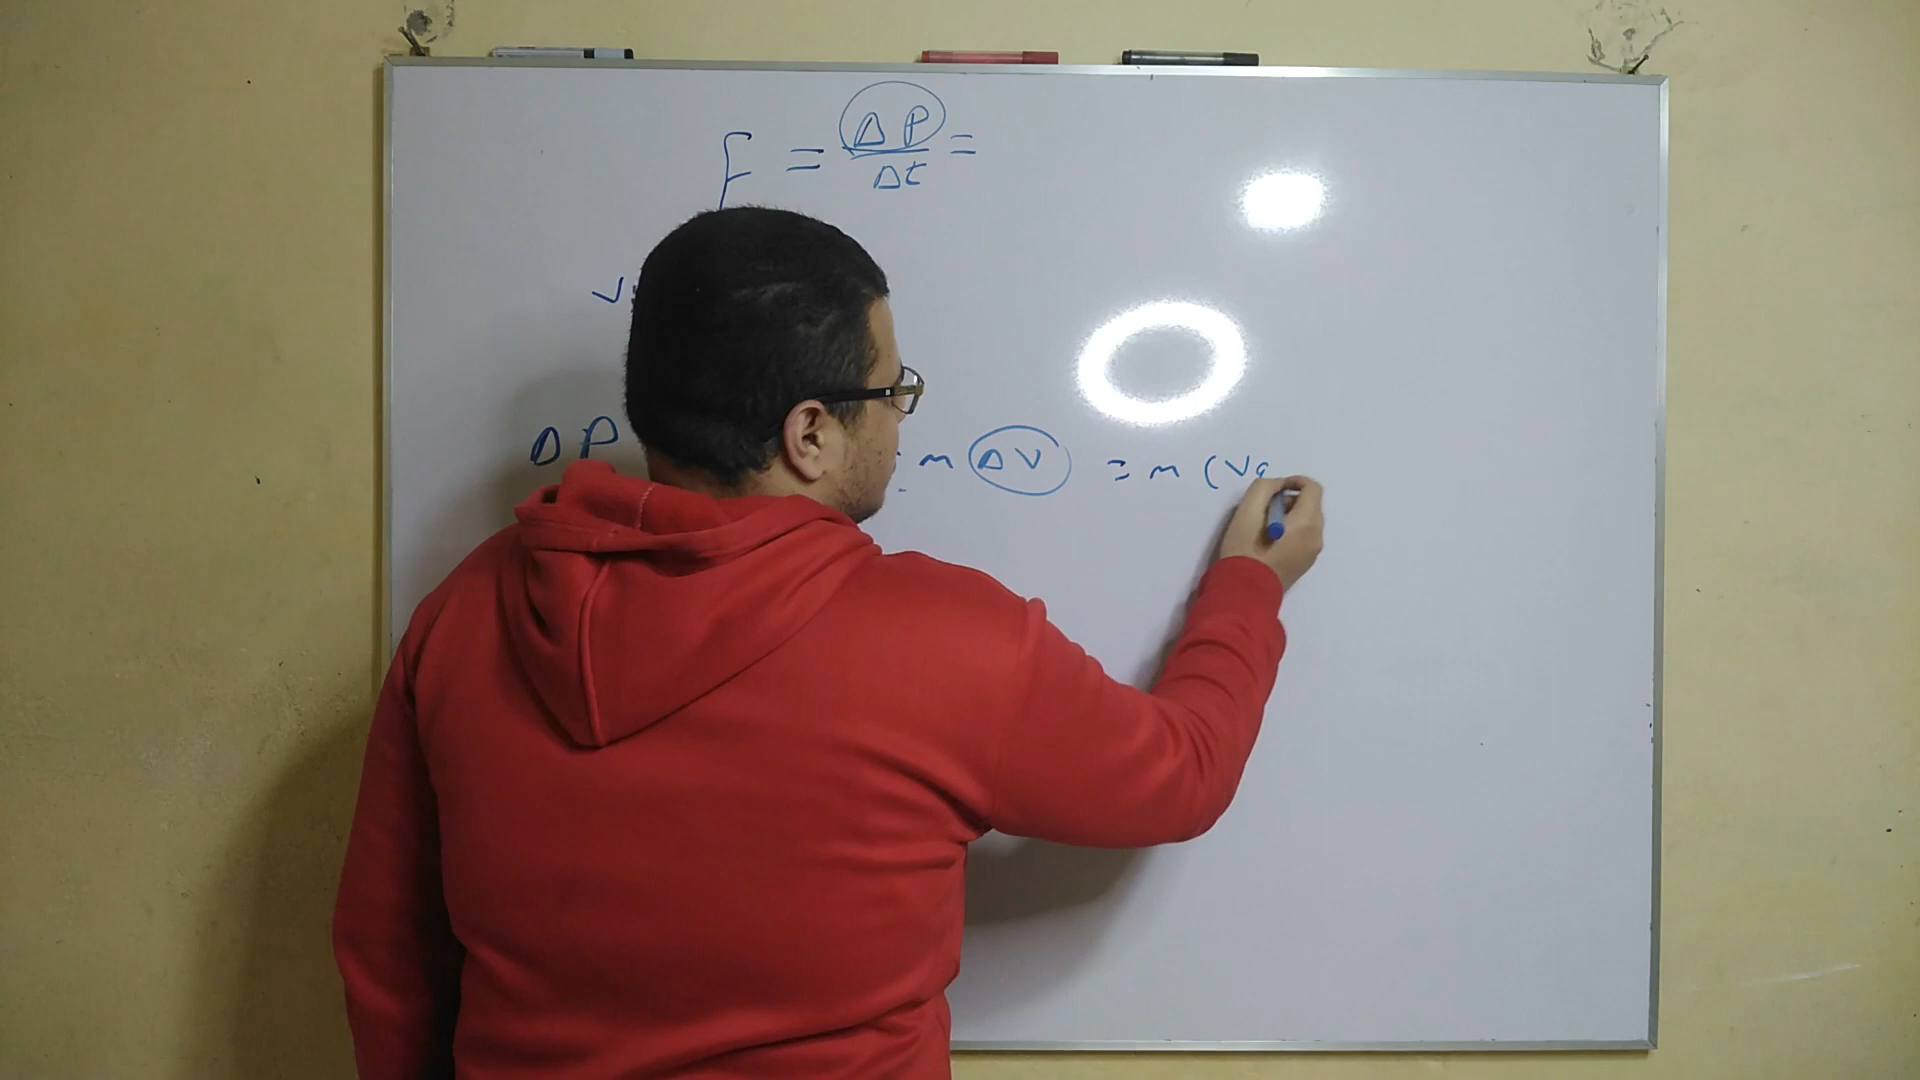 F = ΔP/Δt =
V
ΔP = m ΔV = m (V